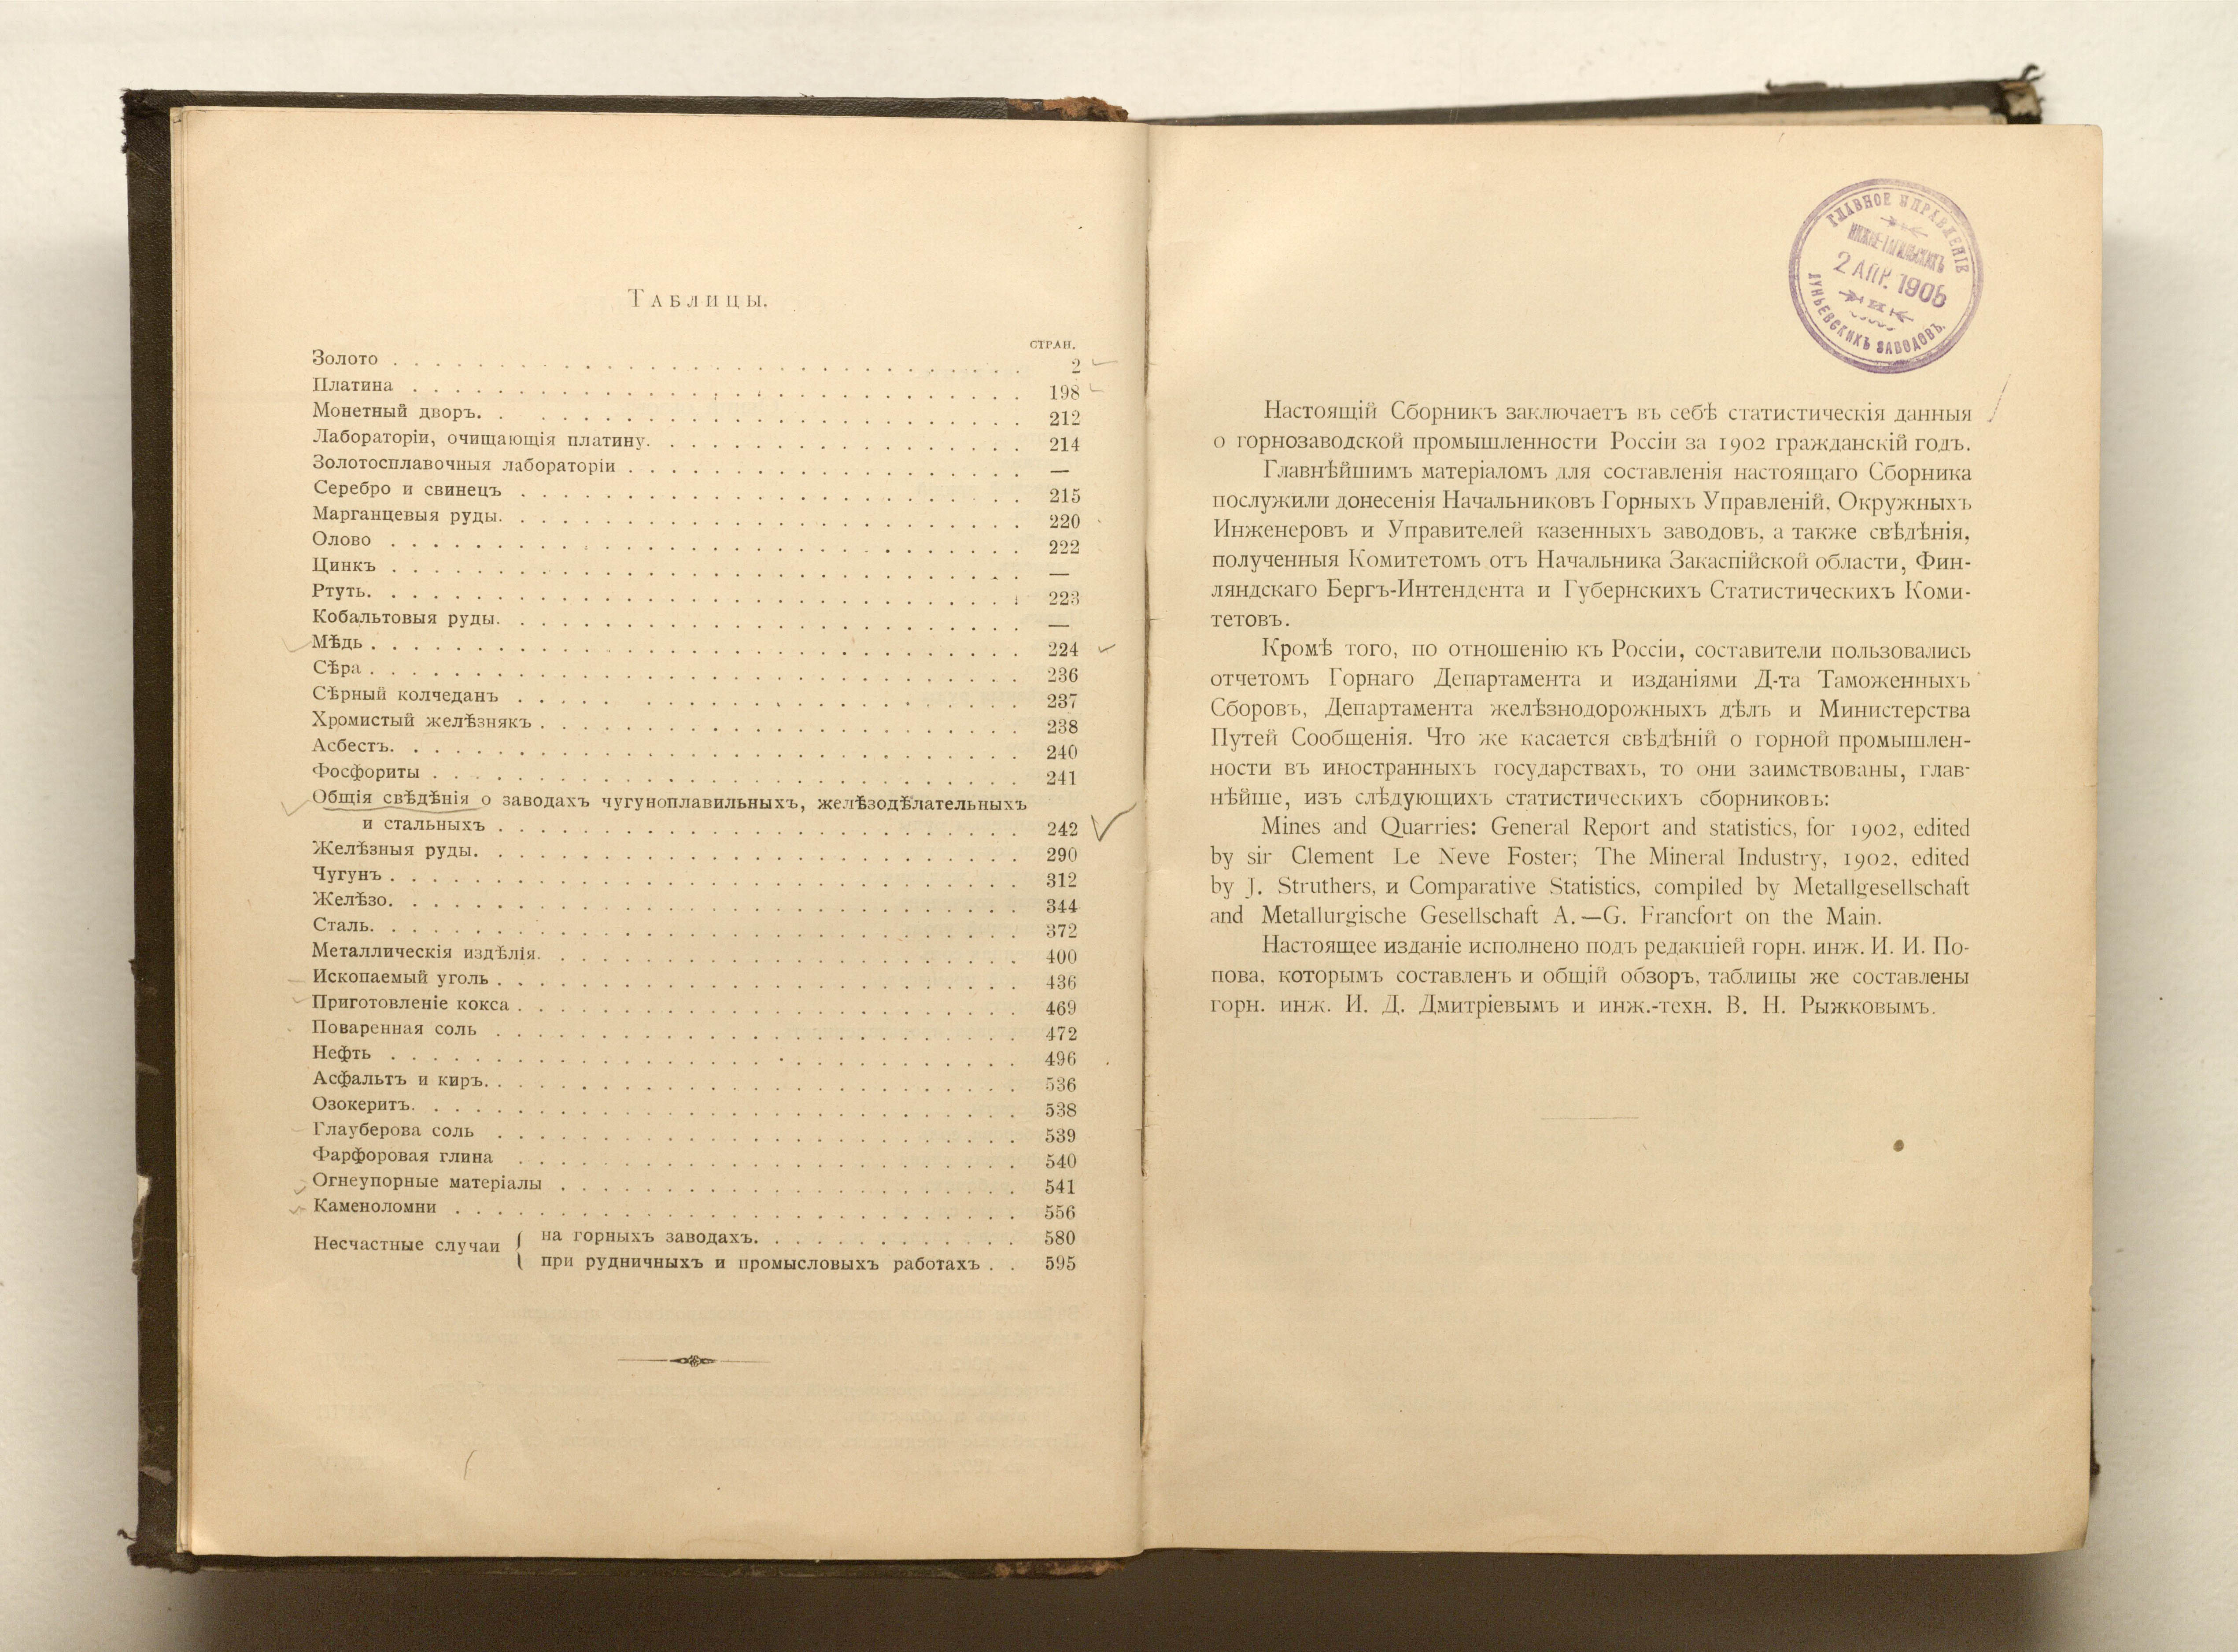 Таблицы.
СТРАН.
Золото . . . 2
Платина . . . 198
Монетный дворъ. . . . 212
Лабораторіи, очищающія платину. . . . 214
Золотосплавочныя лабораторіи . . . —
Серебро и свинецъ . . . 215
Марганцевыя руды. . . . 220
Олово . . . 222
Цинкъ . . . —
Ртуть. . . . 223
Кобальтовыя руды. . . . —
Мѣдь . . . 224
Сѣра . . . 236
Сѣрный колчеданъ . . . 237
Хромистый желѣзнякъ . . . 238
Асбестъ. . . . 240
Фосфориты . . . 241
Общія свѣдѣнія о заводахъ чугуноплавильныхъ, желѣзодѣлательныхъ
и стальныхъ . . . 242
Желѣзныя руды. . . . 290
Чугунъ . . . 312
Желѣзо. . . . 344
Сталь. . . . 372
Металлическія издѣлія. . . . 400
Ископаемый уголь . . . 436
Приготовленіе кокса . . . 469
Поваренная соль . . . 472
Нефть . . . 496
Асфальтъ и киръ. . . . 536
Озокеритъ. . . . 538
Глауберова соль . . . 539
Фарфоровая глина . . . 540
Огнеупорные матеріалы . . . 541
Каменоломни . . . 556
Несчастные случаи { на горныхъ заводахъ. . . . 580
при рудничныхъ и промысловыхъ работахъ . . 595
ГЛАВНОЕ УПРАВЛЕНІЕ
НИЖНЕ-ТАГИЛЬСКИХЪ
2 АПР. 1906
ЛУНЬЕВСКИХЪ ЗАВОДОВЪ.
Настоящій Сборникъ заключаетъ въ себѣ статистическія данныя
о горнозаводской промышленности Россіи за 1902 гражданскій годъ.
Главнѣйшимъ матеріаломъ для составленія настоящаго Сборника
послужили донесенія Начальниковъ Горныхъ Управленій, Окружныхъ
Инженеровъ и Управителей казенныхъ заводовъ, а также свѣдѣнія,
полученныя Комитетомъ отъ Начальника Закаспійской области, Фин-
ляндскаго Бергъ-Интендента и Губернскихъ Статистическихъ Коми-
тетовъ.
Кромѣ того, по отношенію къ Россіи, составители пользовались
отчетомъ Горнаго Департамента и изданіями Д-та Таможенныхъ
Сборовъ, Департамента желѣзнодорожныхъ дѣлъ и Министерства
Путей Сообщенія. Что же касается свѣдѣній о горной промышлен-
ности въ иностранныхъ государствахъ, то они заимствованы, глав-
нѣйше, изъ слѣдующихъ статистическихъ сборниковъ:
Mines and Quarries: General Report and statistics, for 1902, edited
by sir Clement Le Neve Foster; The Mineral Industry, 1902, edited
by J. Struthers, и Comparative Statistics, compiled by Metallgesellschaft
and Metallurgische Gesellschaft A.—G. Francfort on the Main.
Настоящее изданіе исполнено подъ редакціей горн. инж. И. И. По-
пова, которымъ составленъ и общій обзоръ, таблицы же составлены
горн. инж. И. Д. Дмитріевымъ и инж.-техн. В. Н. Рыжковымъ.